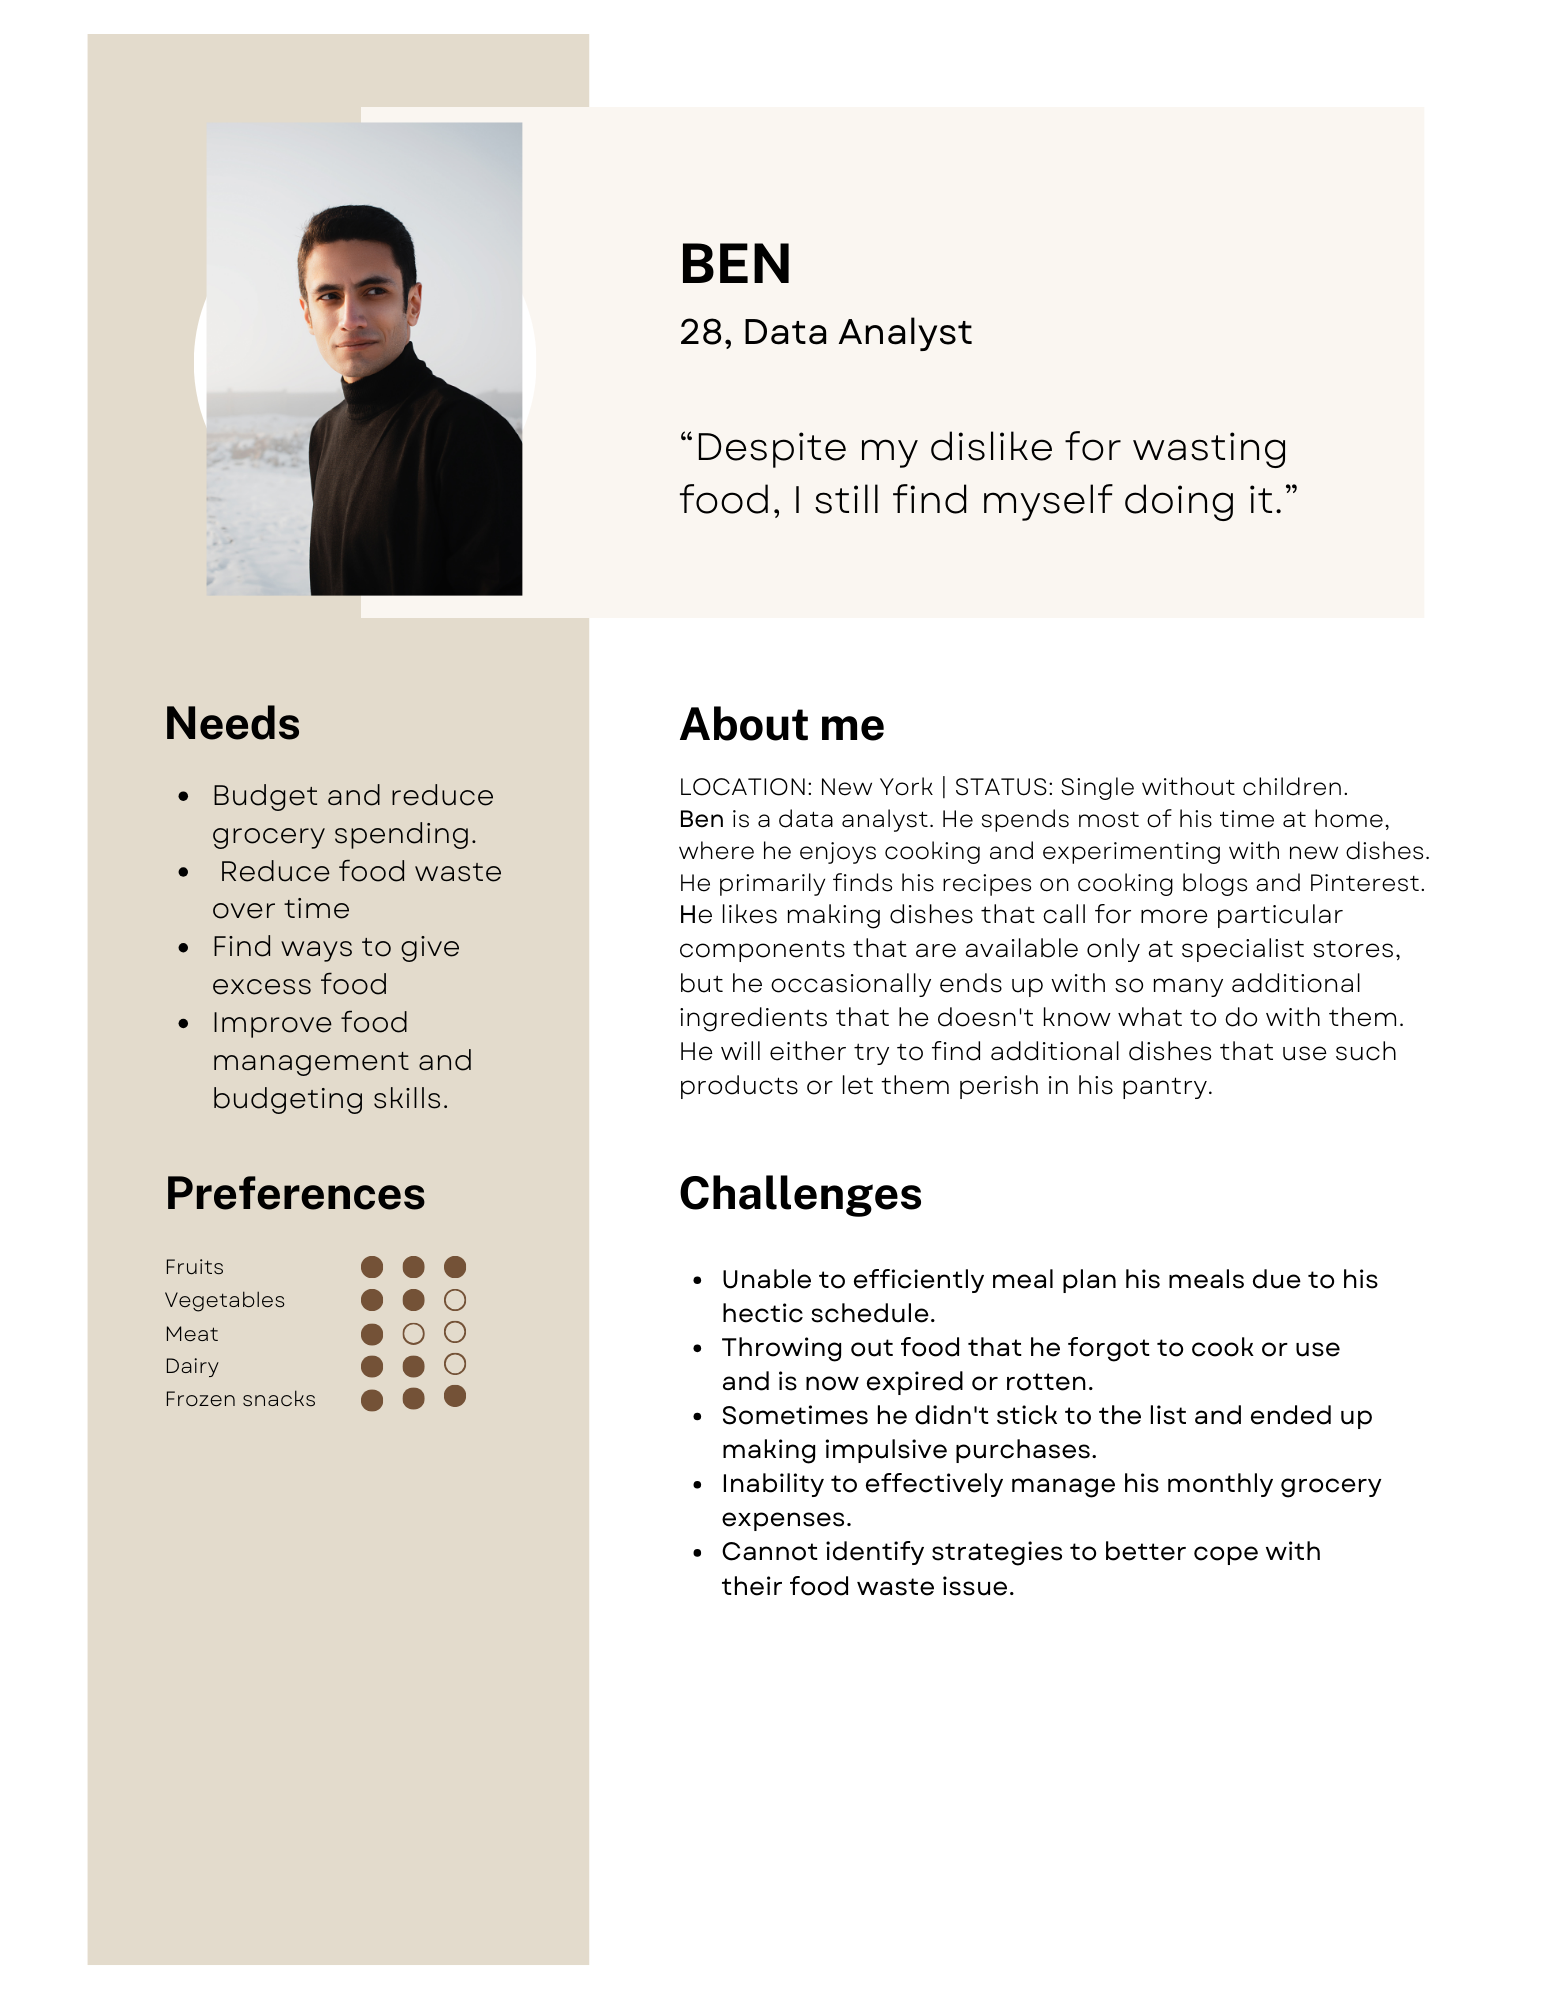 BEN
28, Data Analyst
“Despite my dislike for wasting
food, I still find myself doing it.”
Needs
• Budget and reduce
grocery spending.
• Reduce food waste
over time
• Find ways to give
excess food
• Improve food
management and
budgeting skills.
Preferences
Fruits
Vegetables
Meat
Dairy
Frozen snacks
About me
LOCATION: New York | STATUS: Single without children.
Ben is a data analyst. He spends most of his time at home,
where he enjoys cooking and experimenting with new dishes.
He primarily finds his recipes on cooking blogs and Pinterest.
He likes making dishes that call for more particular
components that are available only at specialist stores,
but he occasionally ends up with so many additional
ingredients that he doesn't know what to do with them.
He will either try to find additional dishes that use such
products or let them perish in his pantry.
Challenges
• Unable to efficiently meal plan his meals due to his
hectic schedule.
• Throwing out food that he forgot to cook or use
and is now expired or rotten.
• Sometimes he didn't stick to the list and ended up
making impulsive purchases.
• Inability to effectively manage his monthly grocery
expenses.
• Cannot identify strategies to better cope with
their food waste issue.